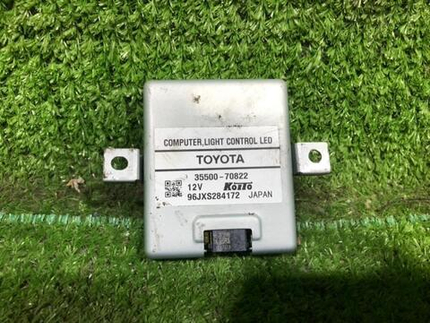 COMPUTER,LIGHT CONTROL LED
TOYOTA
35500-70822
12V KOITO
96JXS284172 JAPAN